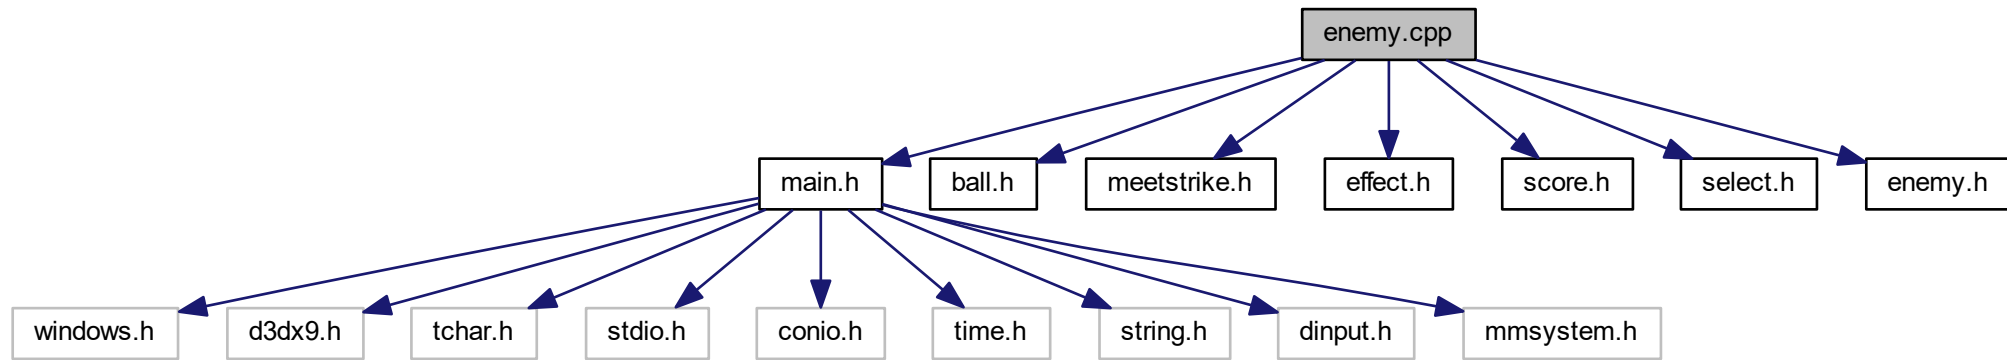 enemy.cpp
main.h
ball.h
meetstrike.h
effect.h
score.h
select.h
enemy.h
windows.h
d3dx9.h
tchar.h
stdio.h
conio.h
time.h
string.h
dinput.h
mmsystem.h